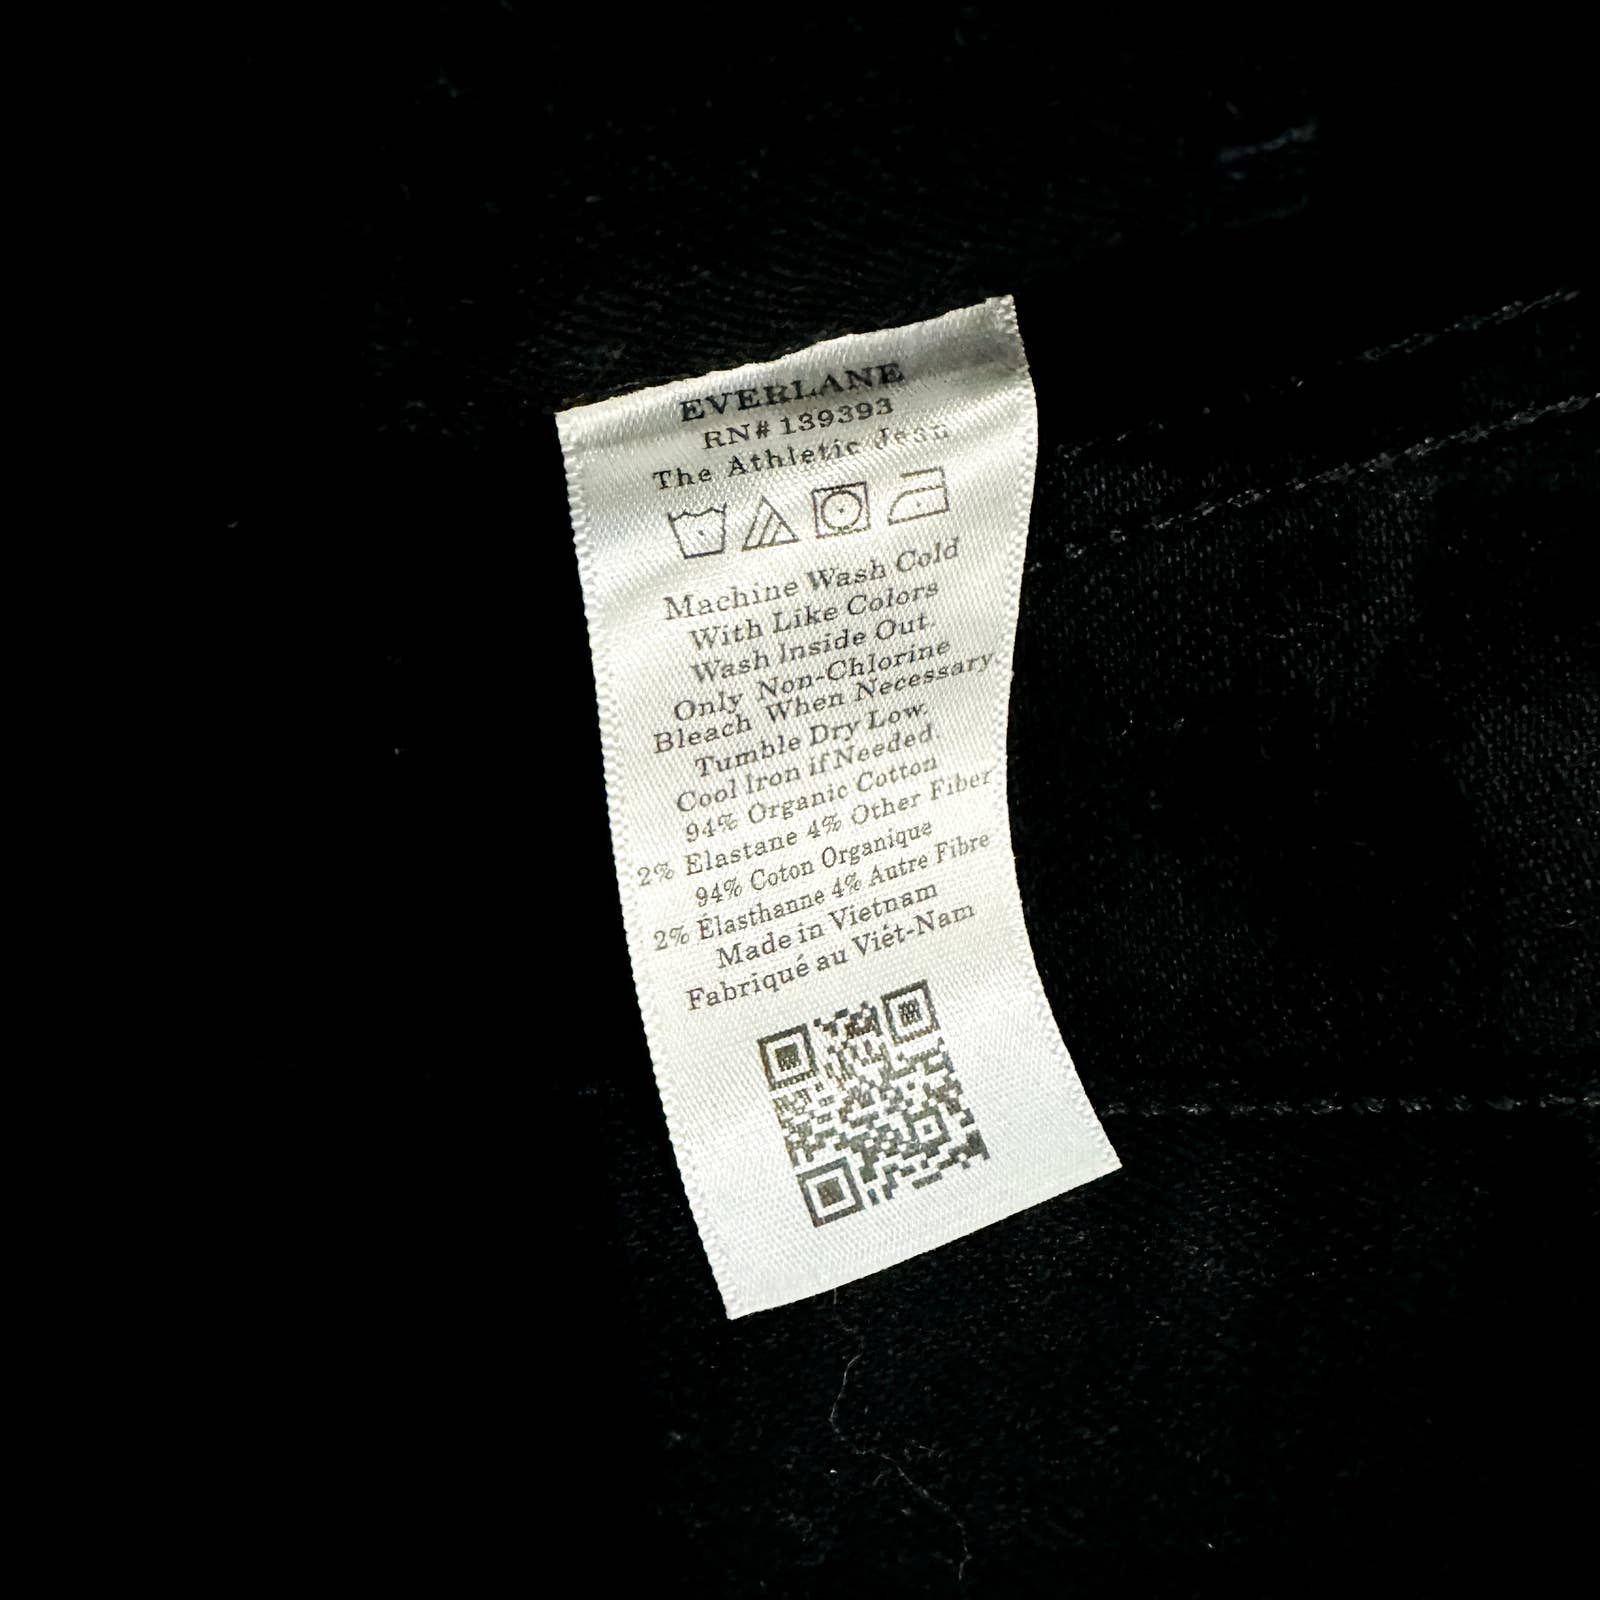 EVERLANE
RN# 139393
The Athletic Jean
Machine Wash Cold
With Like Colors
Wash Inside Out.
Only Non-Chlorine
Bleach When Necessary.
Tumble Dry Low.
Cool Iron if Needed.
94% Organic Cotton
2% Elastane 4% Other Fiber
94% Coton Organique
2% Élasthanne 4% Autre Fibre
Made in Vietnam
Fabriqué au Viêt-Nam